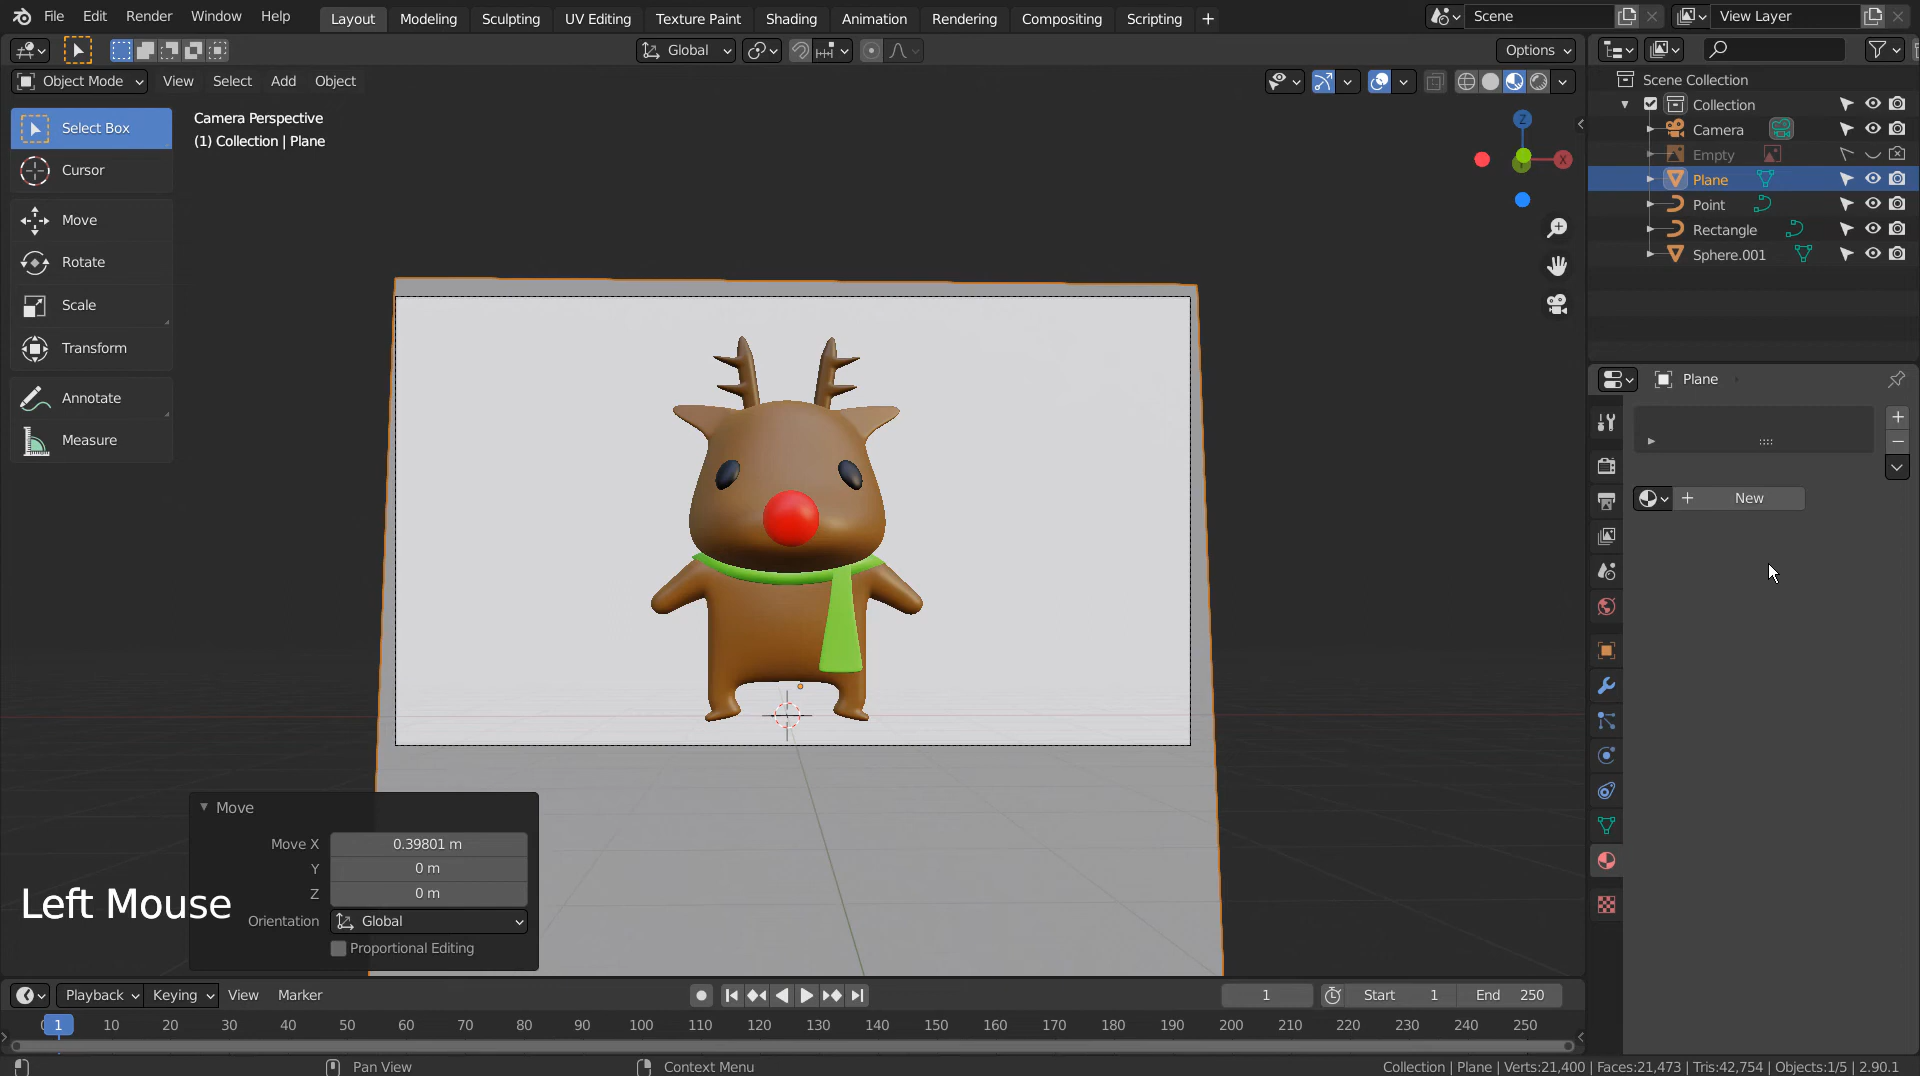 File Edit Render Window Help Layout Modeling Sculpting UV Editing Texture Paint Shading Animation Rendering Compositing Scripting + Scene View Layer
Global Options
Object Mode View Select Add Object
Select Box
Cursor
Move
Rotate
Scale
Transform
Annotate
Measure
Camera Perspective
(1) Collection | Plane
Z
X
Scene Collection
Collection
Camera
Empty
Plane
Point
Rectangle
Sphere.001
Plane
New
Move
Move X 0.39801 m
Y 0 m
Z 0 m
Orientation Global
Proportional Editing
Left Mouse
Playback Keying View Marker 1 Start 1 End 250
1 10 20 30 40 50 60 70 80 90 100 110 120 130 140 150 160 170 180 190 200 210 220 230 240 250
Pan View Context Menu Collection | Plane | Verts:21,400 | Faces:21,473 | Tris:42,754 | Objects:1/5 | 2.90.1